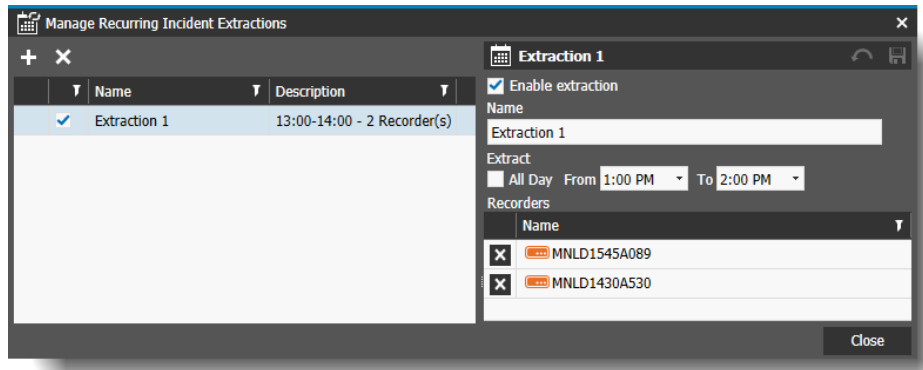 Manage Recurring Incident Extractions
Name
Description
Extraction 1
13:00-14:00 - 2 Recorder(s)
Extraction 1
Enable extraction
Name
Extraction 1
Extract
All Day From 1:00 PM To 2:00 PM
Recorders
Name
MNLD1545A089
MNLD1430A530
Close